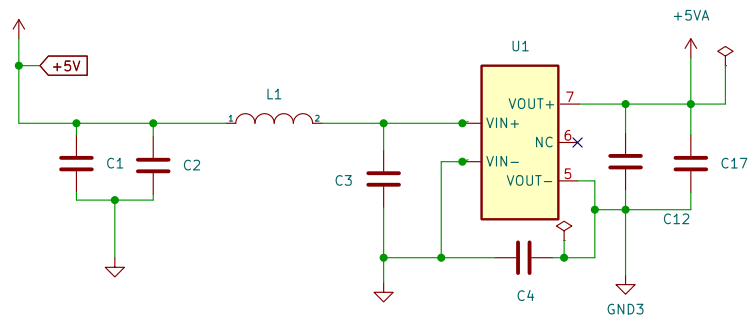 +5VA
U1
+5V
L1
1
2
VOUT+
7
VIN+
NC
6
C1
C2
VIN-
C17
C3
VOUT-
5
C12
C4
GND3